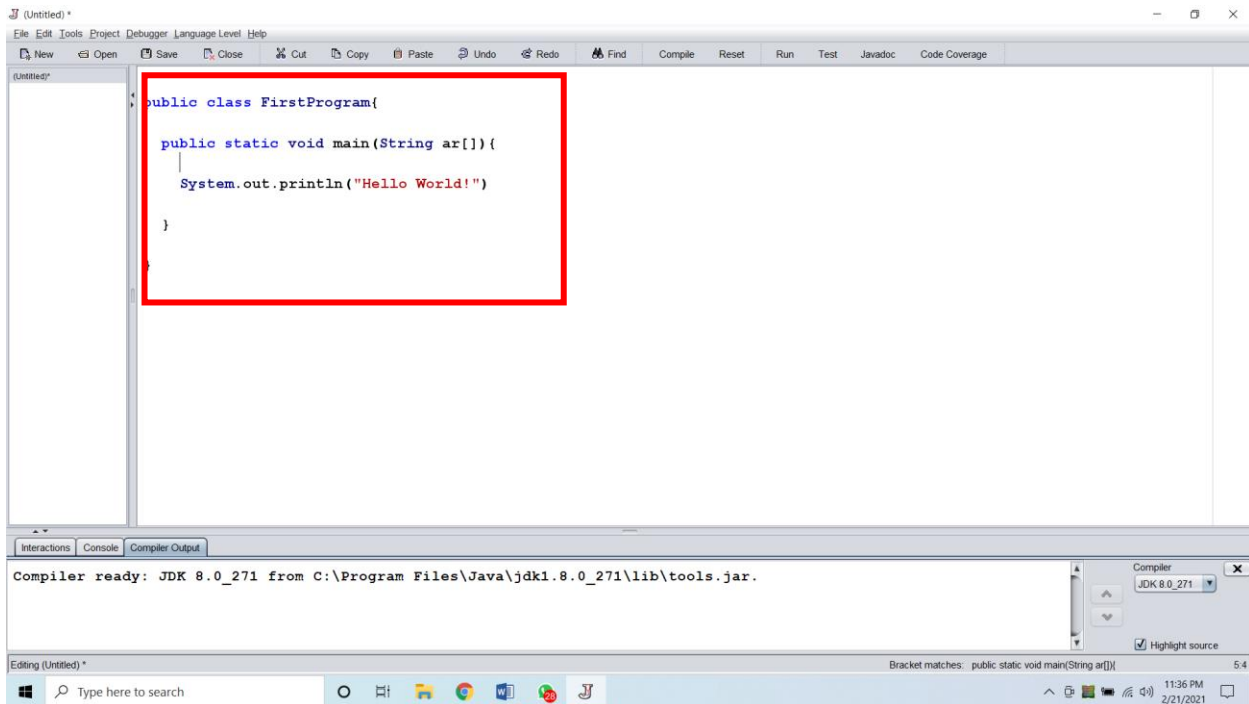 (Untitled) *
File Edit Tools Project Debugger Language Level Help
New Open Save Close Cut Copy Paste Undo Redo Find Compile Reset Run Test Javadoc Code Coverage
(Untitled)*
public class FirstProgram{
public static void main(String ar[]){
System.out.println("Hello World!")
}
}
Interactions Console Compiler Output
Compiler ready: JDK 8.0_271 from C:\Program Files\Java\jdk1.8.0_271\lib\tools.jar.
Compiler
JDK 8.0_271
Highlight source
Editing (Untitled) * Bracket matches: public static void main(String ar[]){ 5:4
Type here to search 28 11:36 PM
2/21/2021